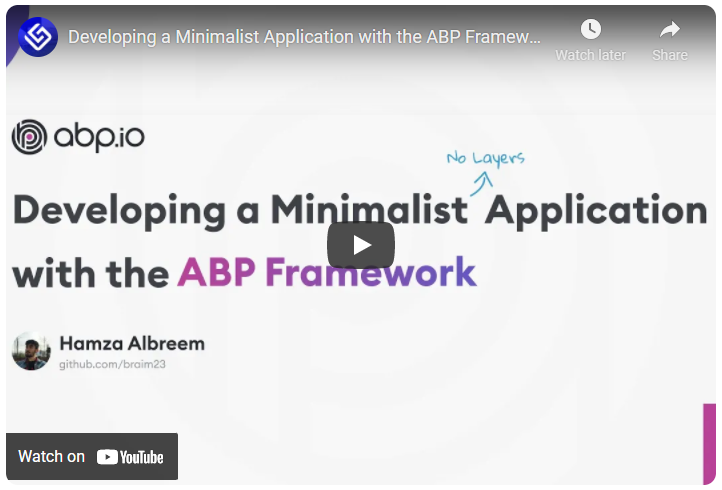 Developing a Minimalist Application with the ABP Framew...
Watch later
Share
abp.io
No Layers
Developing a Minimalist Application
with the ABP Framework
Hamza Albreem
github.com/braim23
Watch on YouTube